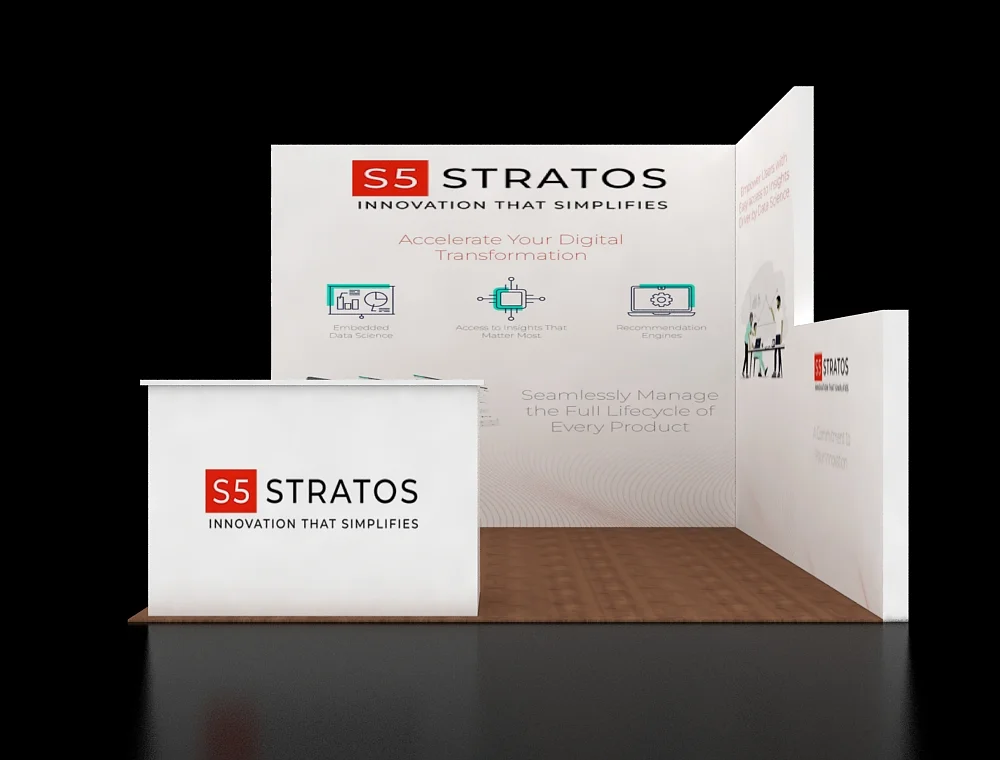 S5 STRATOS
INNOVATION THAT SIMPLIFIES
Accelerate Your Digital
Transformation
Embedded
Data Science
Access to Insights That
Matter Most
Recommendation
Engines
Seamlessly Manage
the Full Lifecycle of
Every Product
S5 STRATOS
INNOVATION THAT SIMPLIFIES
Empower Users with
Easy Access to Insights
Driven by Data Science
S5 STRATOS
INNOVATION THAT SIMPLIFIES
A Commitment to